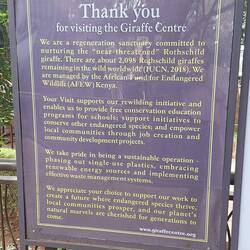 Thank you
for visiting the Giraffe Centre
We are a regeneration sanctuary committed to
nurturing the "near threatened" Rothschild
giraffe. There are about 2,098 Rothschild giraffes
remaining in the wild worldwide (IUCN, 2018). We
are managed by the African Fund for Endangered
Wildlife (AFEW) Kenya.
Your Visit supports our rewilding initiative and
enables us to provide free conservation education
programs for schools; support initiatives to
conserve other endangered species; and empower
local communities through job creation and
community development projects.
We take pride in being a sustainable operation -
phasing out single-use plastics, embracing
renewable energy sources and implementing
effective waste management systems.
We appreciate your choice to support our work to
create a future where endangered species thrive,
local communities prosper, and our planet's
natural marvels are cherished for generations to
come.
www.giraffecentre.org